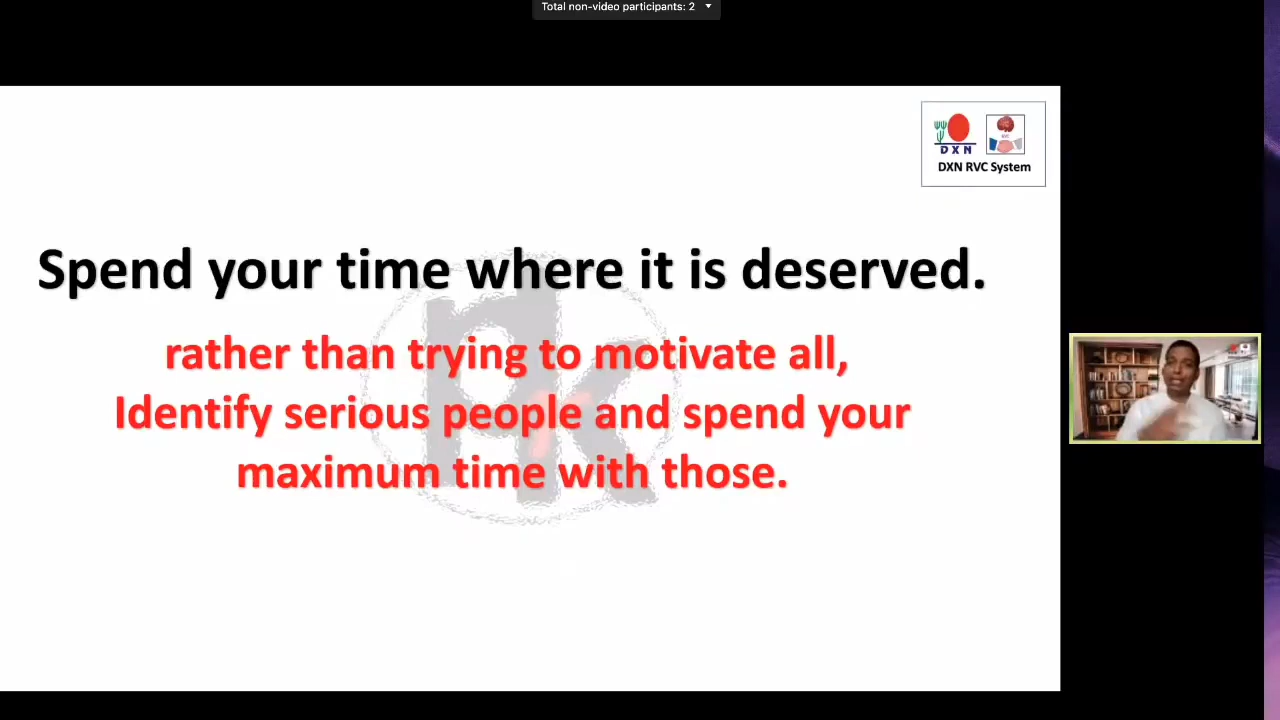 Total non-video participants: 2
DXN
DXN RVC System
Spend your time where it is deserved.
rather than trying to motivate all,
Identify serious people and spend your
maximum time with those.